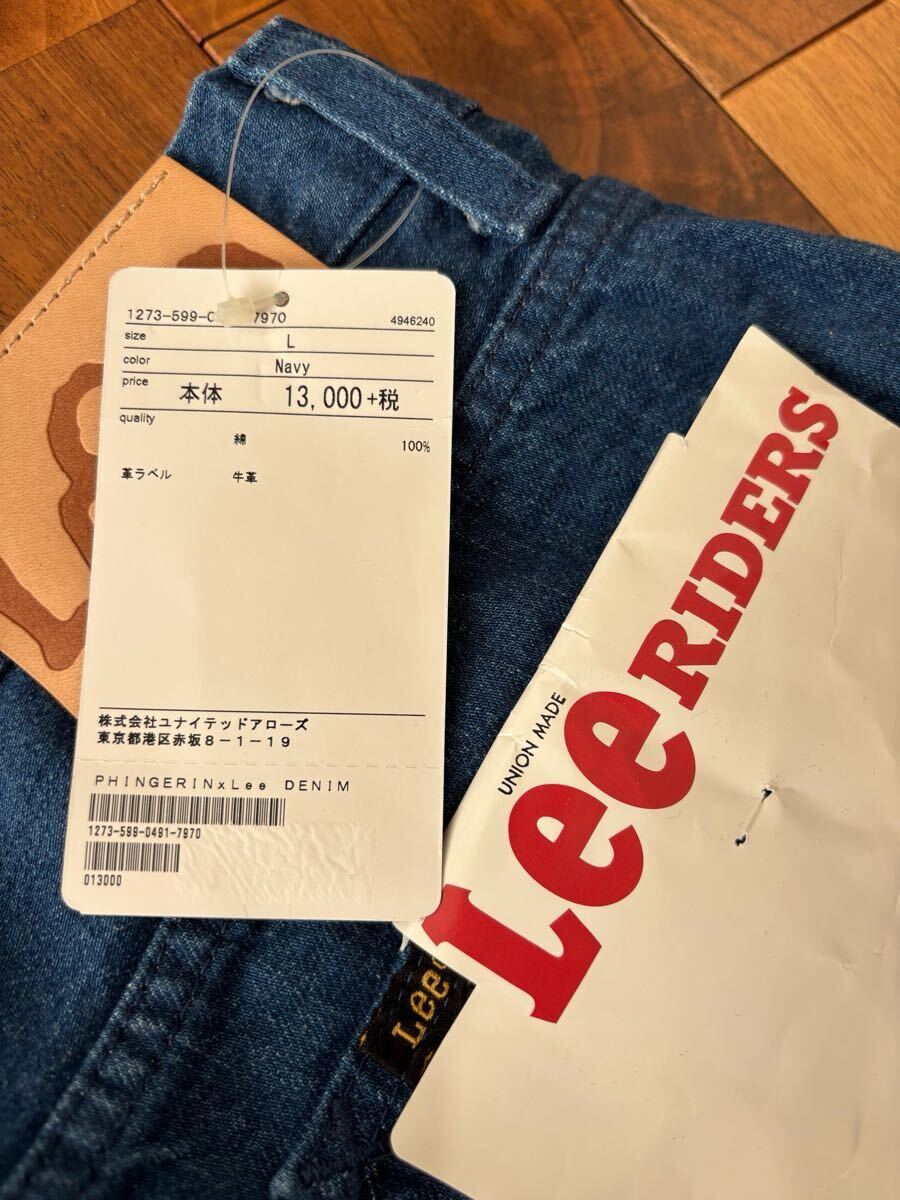 1273-599-0 7970 4946240
size L
color Navy
price 本体 13,000+税
quality
綿 100%
革ラベル 牛革
株式会社ユナイテッドアローズ
東京都港区赤坂8-1-19
PHINGERINxLee DENIM
1273-599-0491-7970
013000
UNION MADE
Lee RIDERS
Lee